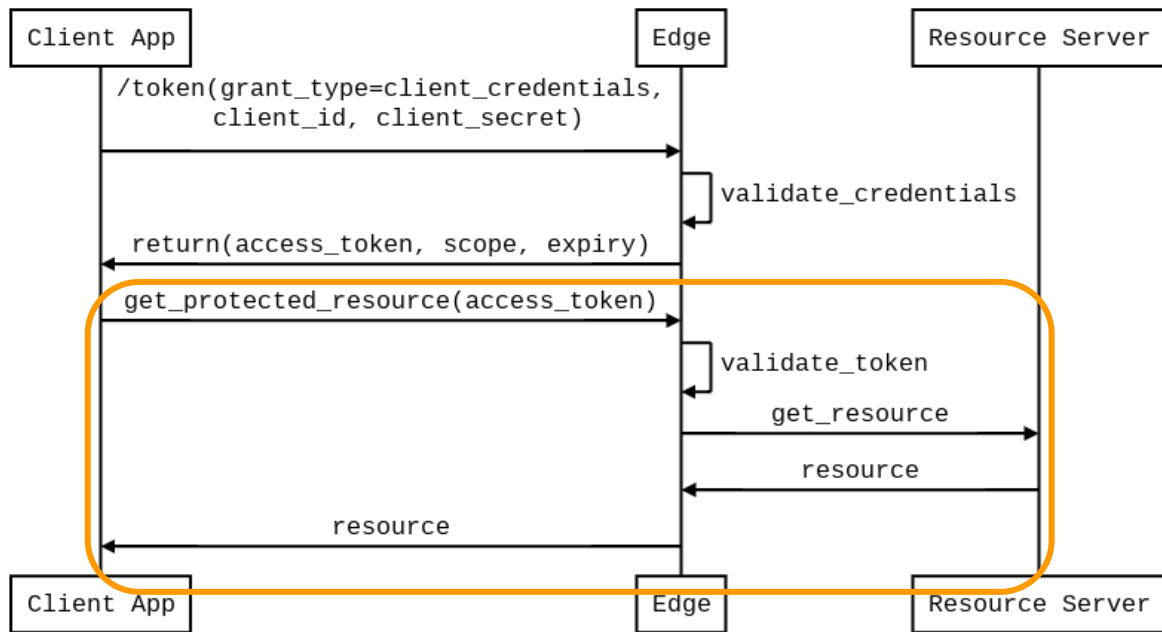 Client App
Edge
Resource Server
/token(grant_type=client_credentials,
client_id, client_secret)
validate_credentials
return(access_token, scope, expiry)
get_protected_resource(access_token)
validate_token
get_resource
resource
resource
Client App
Edge
Resource Server